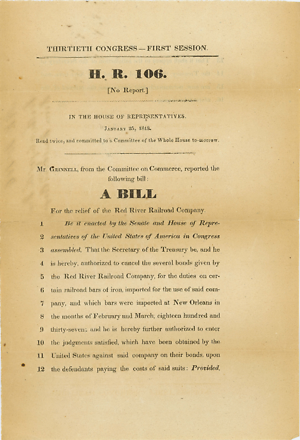 THIRTIETH CONGRESS—FIRST SESSION.
H. R. 106.
[No Report.]
IN THE HOUSE OF REPRESENTATIVES.
JANUARY 25, 1848.
Read twice, and committed to a Committee of the Whole House to-morrow.
Mr. GRINNELL, from the Committee on Commerce, reported the
following bill:
A BILL
For the relief of the Red River Railroad Company.
1 Be it enacted by the Senate and House of Repre-
2 sentatives of the United States of America in Congress
3 assembled, That the Secretary of the Treasury be, and he
4 is hereby, authorized to cancel the several bonds given by
5 the Red River Railroad Company, for the duties on cer-
6 tain railroad bars of iron, imported for the use of said com-
7 pany, and which bars were imported at New Orleans in
8 the months of February and March, eighteen hundred and
9 thirty-seven; and he is hereby further authorized to enter
10 the judgments satisfied, which have been obtained by the
11 United States against said company on their bonds, upon
12 the defendants paying the costs of said suits: Provided,